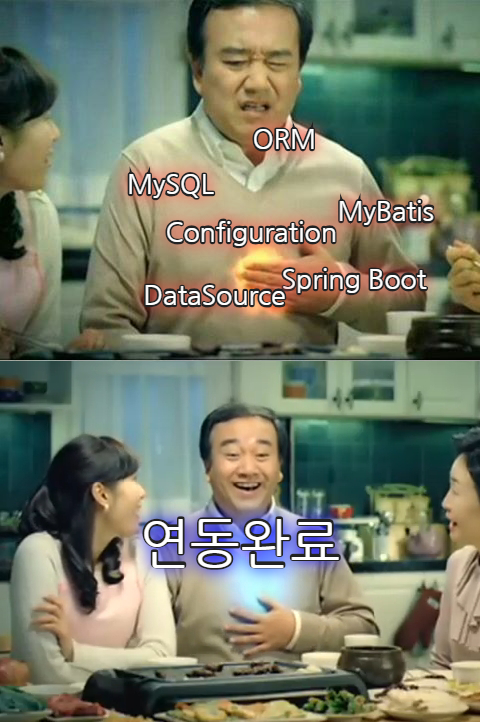 ORM
MySQL
MyBatis
Configuration
Spring Boot
DataSource
연동완료